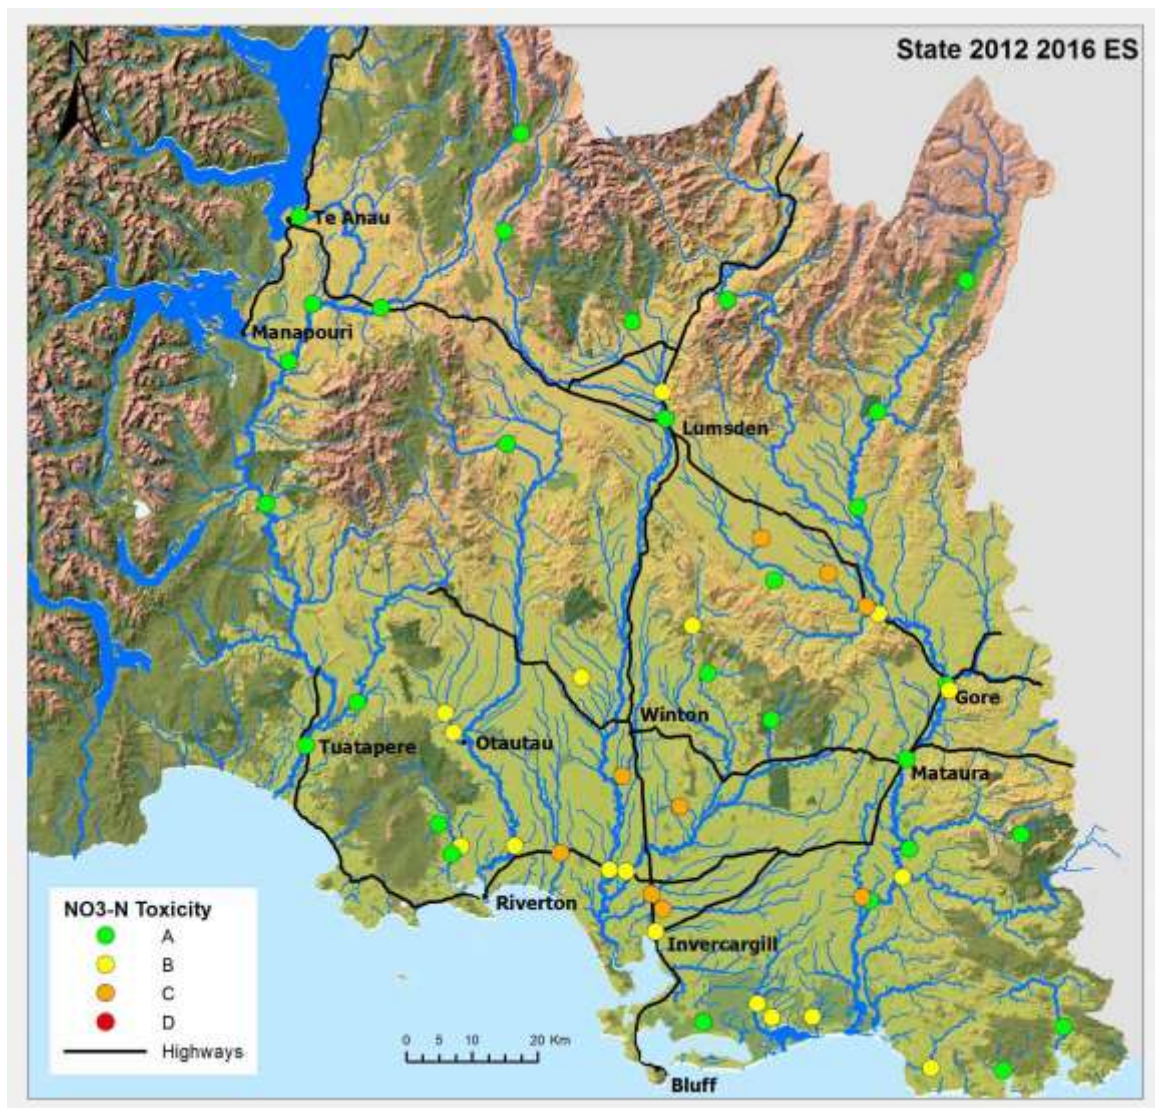 State 2012 2016 ES
N
Te Anau
Manapouri
Lumsden
Gore
Winton
Otautau
Tuatapere
Mataura
Riverton
Invercargill
Bluff
NO3-N Toxicity
A
B
C
D
Highways
0 5 10 20 Km